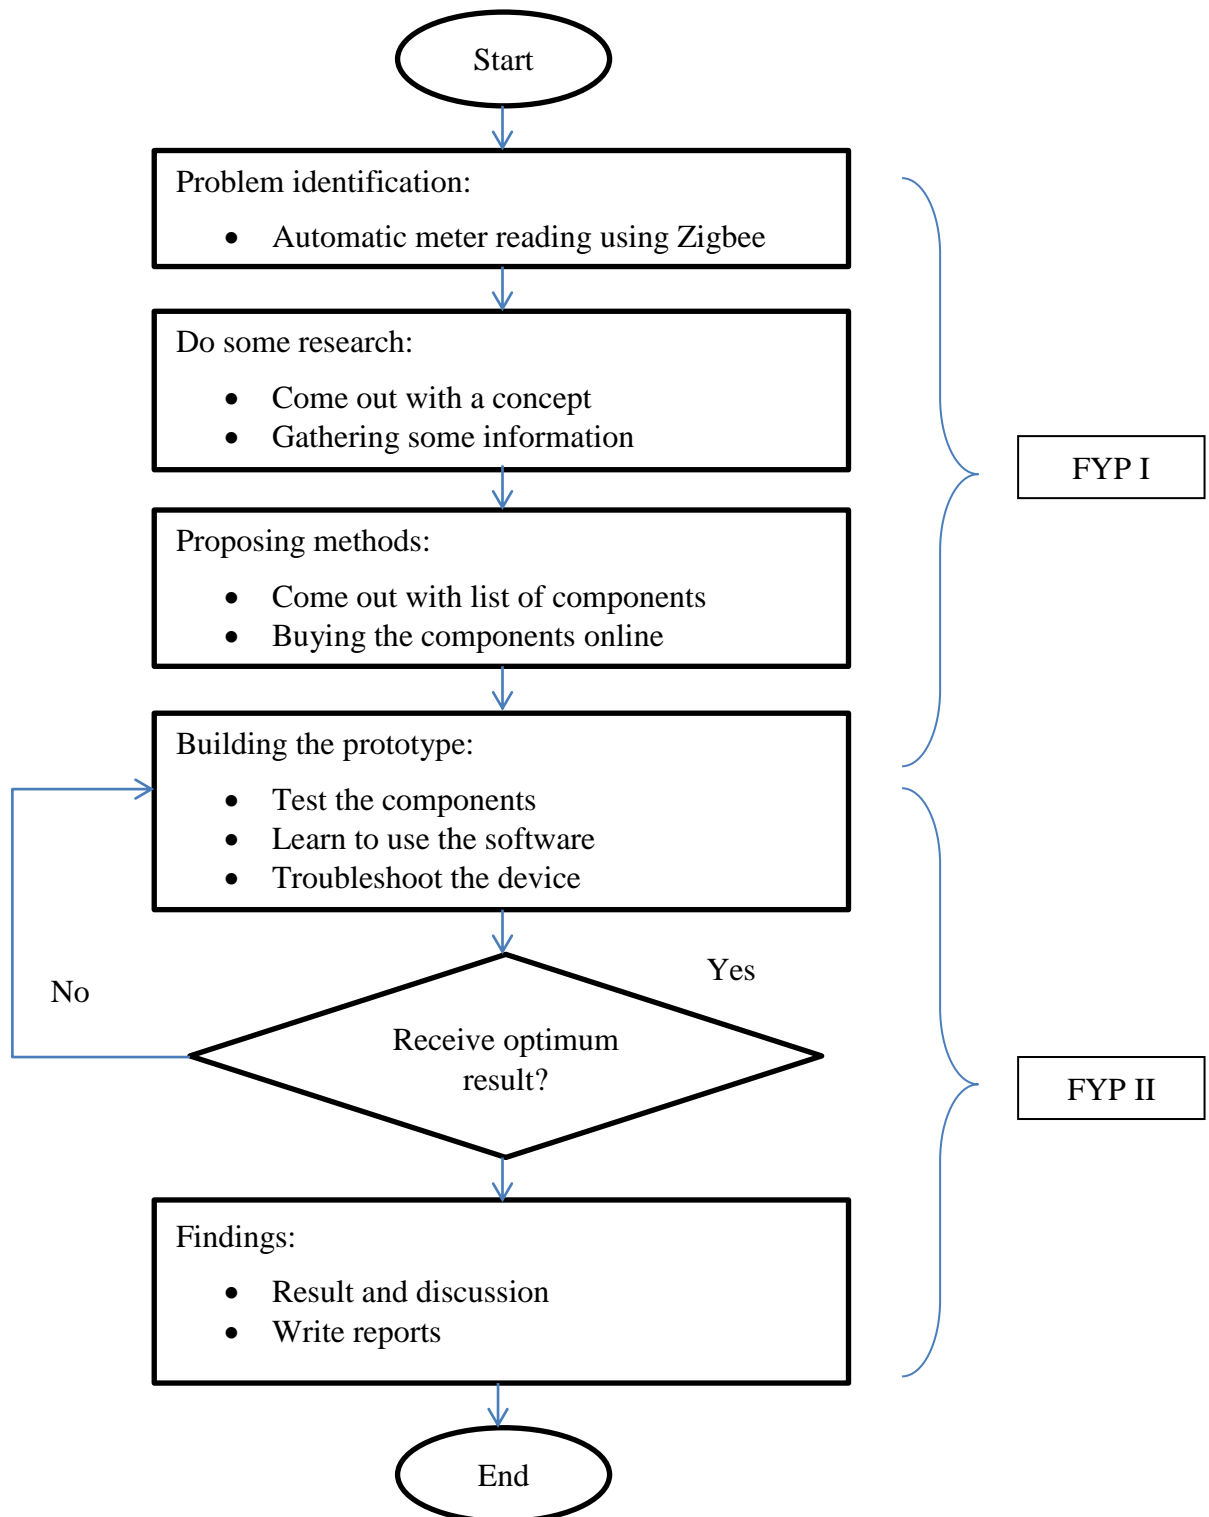 Start
Problem identification:
• Automatic meter reading using Zigbee
Do some research:
• Come out with a concept
• Gathering some information
FYP I
Proposing methods:
• Come out with list of components
• Buying the components online
Building the prototype:
• Test the components
• Learn to use the software
• Troubleshoot the device
Yes
No
Receive optimum
result?
FYP II
Findings:
• Result and discussion
• Write reports
End